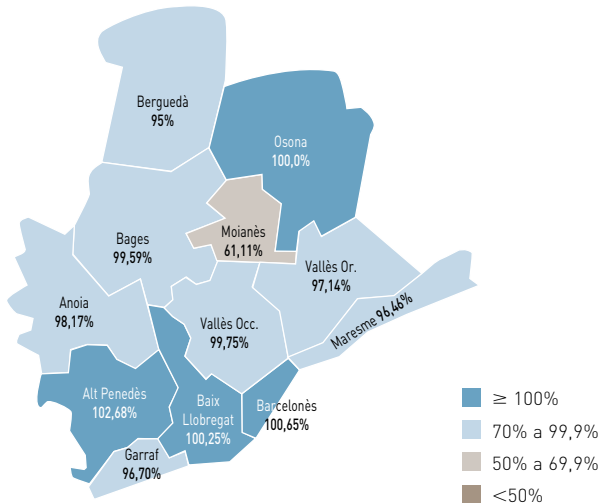 Berguedà
95%
Osona
100,0%
Moianès
61,11%
Bages
99,59%
Vallès Or.
97,14%
Anoia
98,17%
Vallès Occ.
99,75%
Maresme 96,46%
Alt Penedès
102,68%
Baix
Llobregat
100,25%
Barcelonès
100,65%
Garraf
96,70%
≥ 100%
70% a 99,9%
50% a 69,9%
<50%